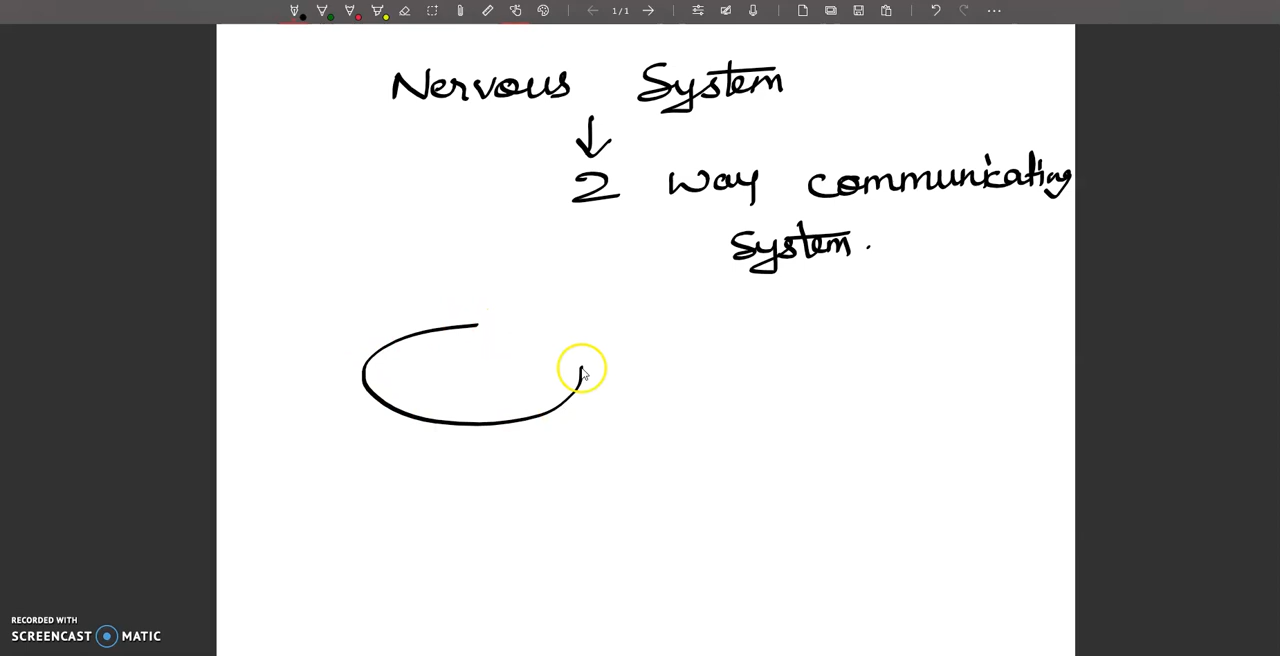 1/1
Nervous System
↓
2 way communicating
system.
RECORDED WITH
SCREENCAST MATIC